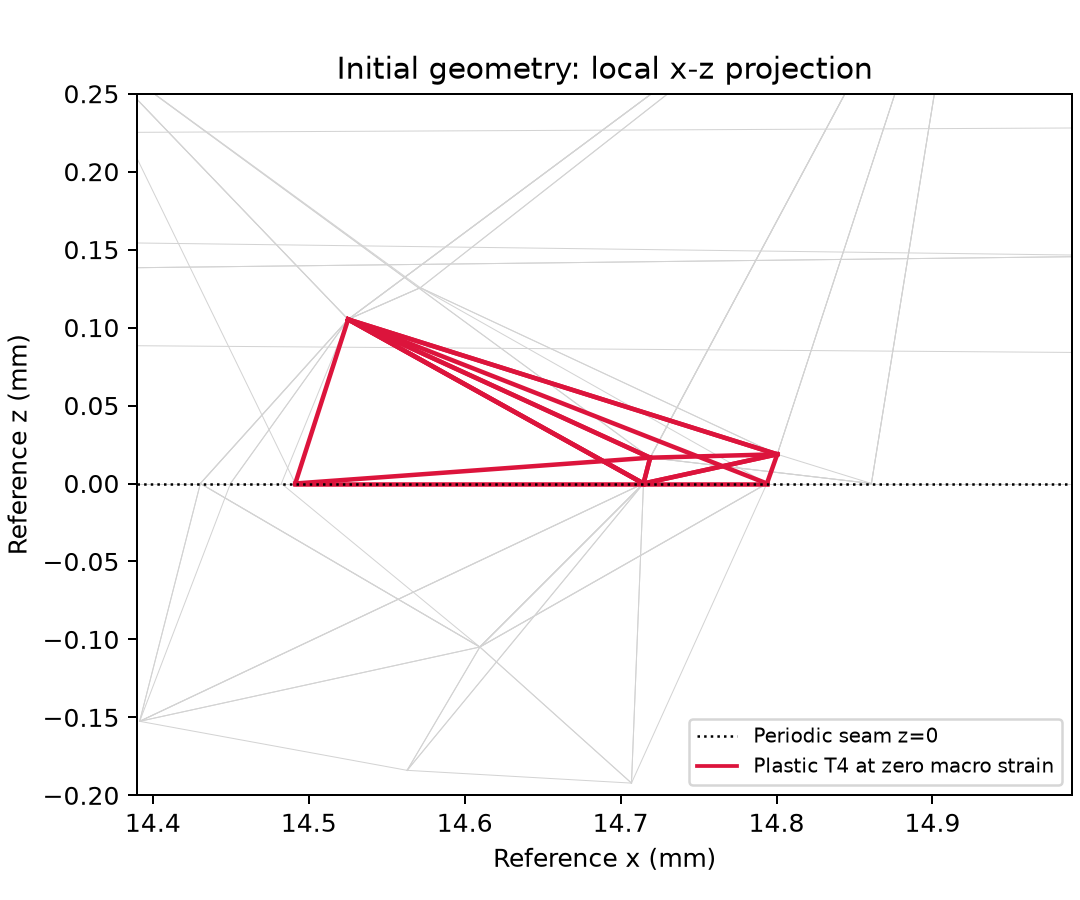 Initial geometry: local x-z projection
Reference z (mm)
0.25
0.20
0.15
0.10
0.05
0.00
−0.05
−0.10
−0.15
−0.20
14.4 14.5 14.6 14.7 14.8 14.9
Reference x (mm)
Periodic seam z=0
Plastic T4 at zero macro strain